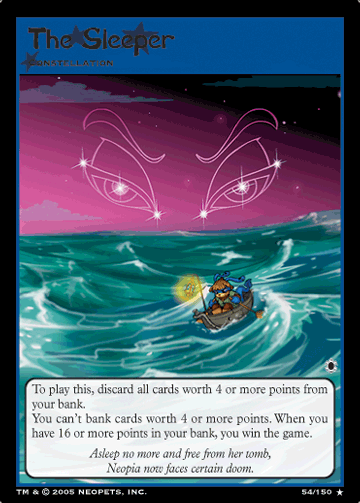 The Sleeper
CONSTELLATION
To play this, discard all cards worth 4 or more points from
your bank.
You can't bank cards worth 4 or more points. When you
have 16 or more points in your bank, you win the game.
Asleep no more and free from her tomb,
Neopia now faces certain doom.
TM & © 2005 NEOPETS, INC.
54/150 ★